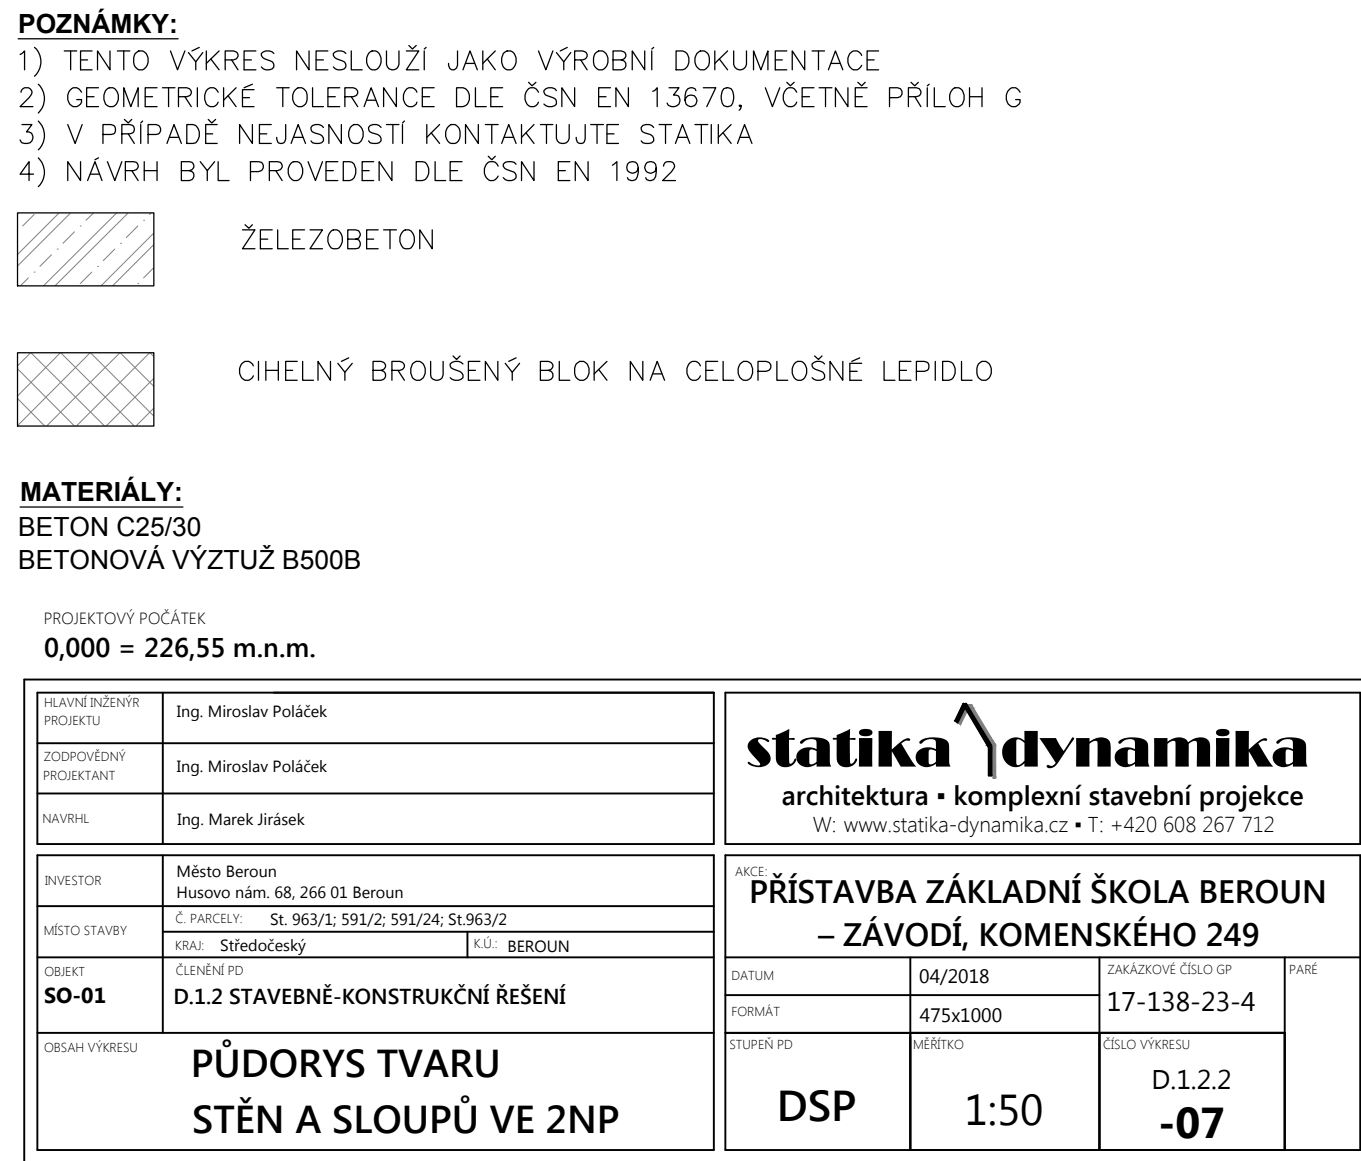 POZNÁMKY:
1) TENTO VÝKRES NESLOUŽÍ JAKO VÝROBNÍ DOKUMENTACE
2) GEOMETRICKÉ TOLERANCE DLE ČSN EN 13670, VČETNĚ PŘÍLOH G
3) V PŘÍPADĚ NEJASNOSTÍ KONTAKTUJTE STATIKA
4) NÁVRH BYL PROVEDEN DLE ČSN EN 1992
ŽELEZOBETON
CIHELNÝ BROUŠENÝ BLOK NA CELOPLOŠNÉ LEPIDLO
MATERIÁLY:
BETON C25/30
BETONOVÁ VÝZTUŽ B500B
PROJEKTOVÝ POČÁTEK
0,000 = 226,55 m.n.m.
HLAVNÍ INŽENÝR
PROJEKTU
Ing. Miroslav Poláček
ZODPOVĚDNÝ
PROJEKTANT
Ing. Miroslav Poláček
NAVRHL
Ing. Marek Jirásek
statika dynamika
architektura ▪ komplexní stavební projekce
W: www.statika-dynamika.cz ▪ T: +420 608 267 712
INVESTOR
Město Beroun
Husovo nám. 68, 266 01 Beroun
MÍSTO STAVBY
Č. PARCELY: St. 963/1; 591/2; 591/24; St.963/2
KRAJ: Středočeský K.Ú.: BEROUN
OBJEKT
SO-01
ČLENĚNÍ PD
D.1.2 STAVEBNĚ-KONSTRUKČNÍ ŘEŠENÍ
OBSAH VÝKRESU
PŮDORYS TVARU
STĚN A SLOUPŮ VE 2NP
AKCE:
PŘÍSTAVBA ZÁKLADNÍ ŠKOLA BEROUN
– ZÁVODÍ, KOMENSKÉHO 249
DATUM 04/2018
FORMÁT 475x1000
ZAKÁZKOVÉ ČÍSLO GP
17-138-23-4
PARÉ
STUPEŇ PD
DSP
MĚŘÍTKO
1:50
ČÍSLO VÝKRESU
D.1.2.2
-07